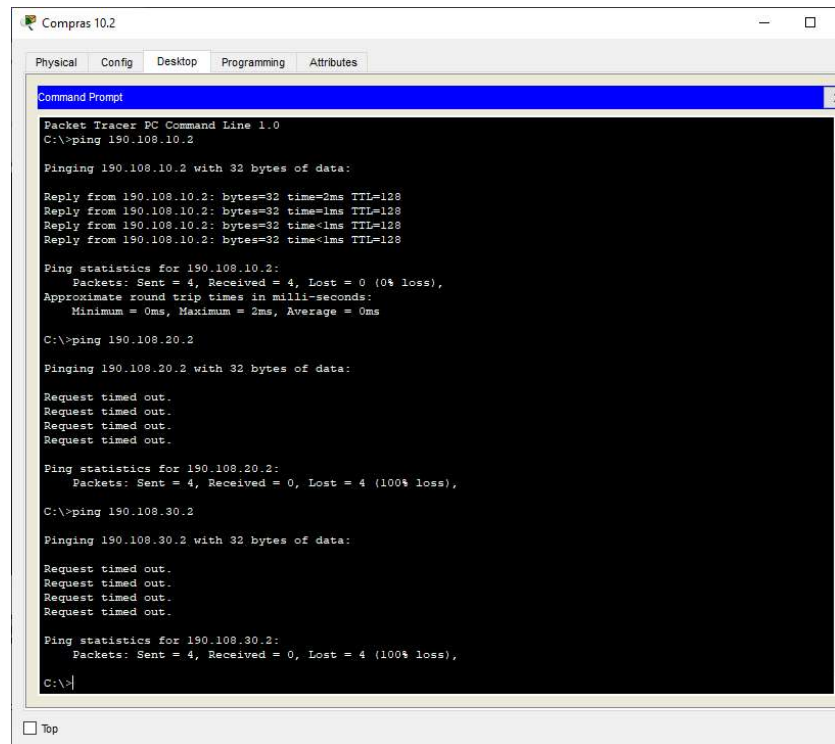 Compras 10.2
Physical Config Desktop Programming Attributes
Command Prompt
Packet Tracer PC Command Line 1.0
C:\>ping 190.108.10.2
Pinging 190.108.10.2 with 32 bytes of data:
Reply from 190.108.10.2: bytes=32 time=2ms TTL=128
Reply from 190.108.10.2: bytes=32 time=1ms TTL=128
Reply from 190.108.10.2: bytes=32 time<1ms TTL=128
Reply from 190.108.10.2: bytes=32 time<1ms TTL=128
Ping statistics for 190.108.10.2:
Packets: Sent = 4, Received = 4, Lost = 0 (0% loss),
Approximate round trip times in milli-seconds:
Minimum = 0ms, Maximum = 2ms, Average = 0ms
C:\>ping 190.108.20.2
Pinging 190.108.20.2 with 32 bytes of data:
Request timed out.
Request timed out.
Request timed out.
Request timed out.
Ping statistics for 190.108.20.2:
Packets: Sent = 4, Received = 0, Lost = 4 (100% loss),
C:\>ping 190.108.30.2
Pinging 190.108.30.2 with 32 bytes of data:
Request timed out.
Request timed out.
Request timed out.
Request timed out.
Ping statistics for 190.108.30.2:
Packets: Sent = 4, Received = 0, Lost = 4 (100% loss),
C:\>
Top